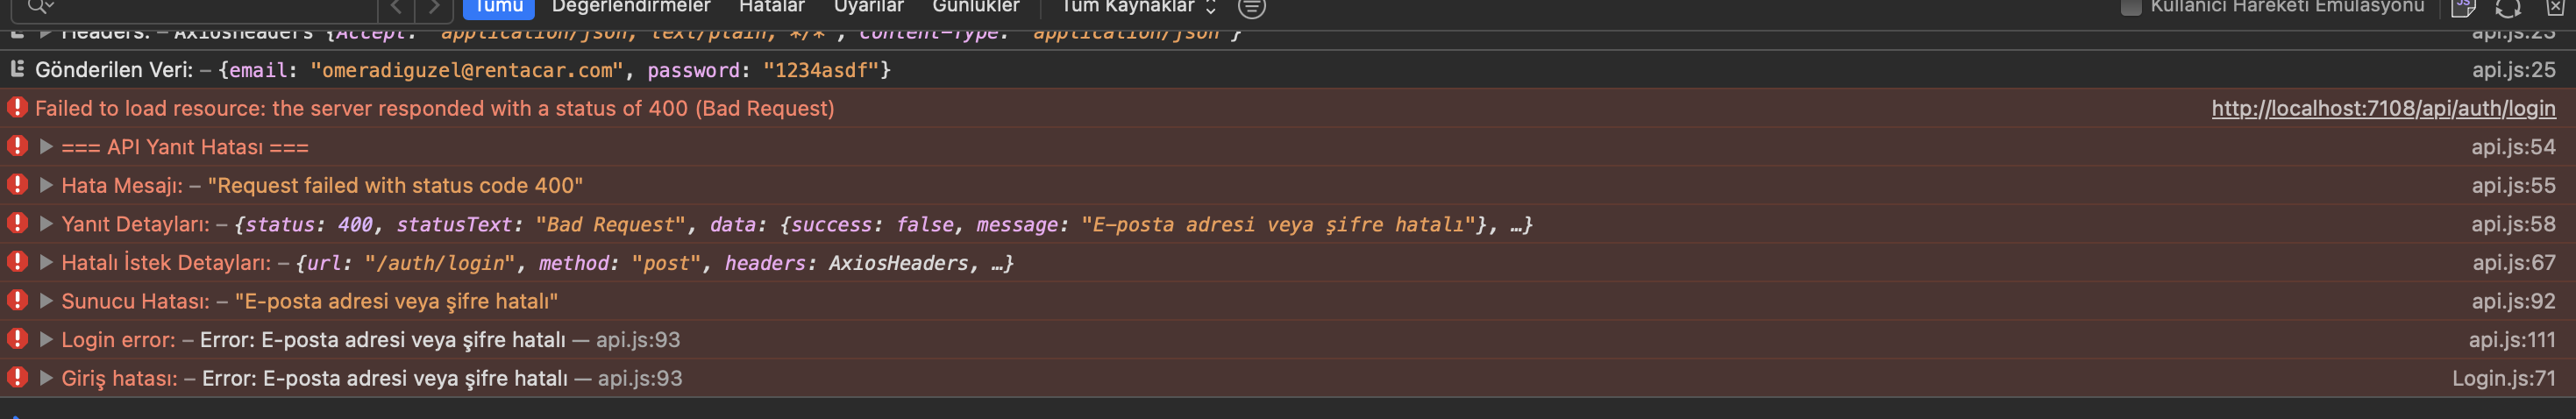 Tümü Değerlendirmeler Hatalar Uyarılar Günlükler Tüm Kaynaklar Kullanıcı Hareketi Emülasyonu
Headers: – AxiosHeaders {Accept: "application/json, text/plain, */*", Content-Type: "application/json"} api.js:23
Gönderilen Veri: – {email: "omeradiguzel@rentacar.com", password: "1234asdf"} api.js:25
Failed to load resource: the server responded with a status of 400 (Bad Request) http://localhost:7108/api/auth/login
=== API Yanıt Hatası === api.js:54
Hata Mesajı: – "Request failed with status code 400" api.js:55
Yanıt Detayları: – {status: 400, statusText: "Bad Request", data: {success: false, message: "E-posta adresi veya şifre hatalı"}, …} api.js:58
Hatalı İstek Detayları: – {url: "/auth/login", method: "post", headers: AxiosHeaders, …} api.js:67
Sunucu Hatası: – "E-posta adresi veya şifre hatalı" api.js:92
Login error: – Error: E-posta adresi veya şifre hatalı — api.js:93 api.js:111
Giriş hatası: – Error: E-posta adresi veya şifre hatalı — api.js:93 Login.js:71